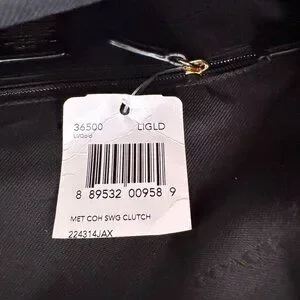 36500 LIGLD
8 89532 00958 9
MET COH SWG CLUTCH
224314JAX